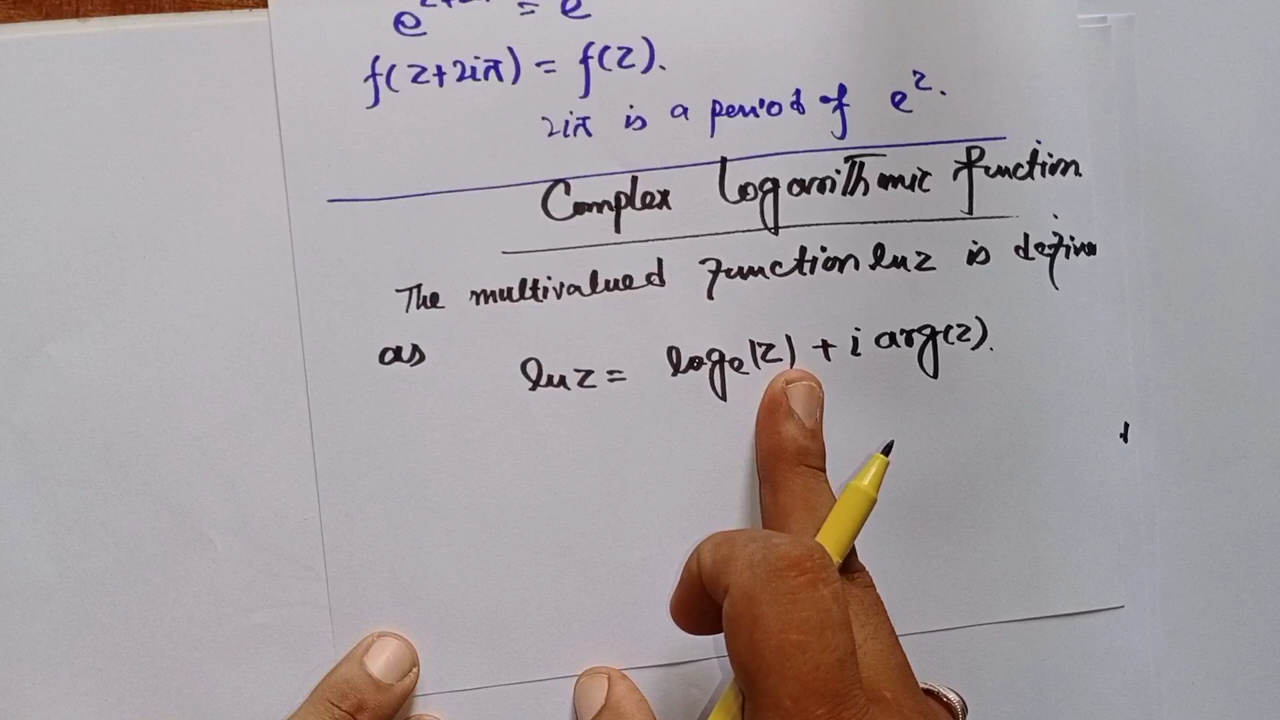 = e
f(z+2iπ) = f(z).
2iπ is a period of e^z.
Complex logarithmic function
The multivalued function ln z is define
as ln z = logₑ|z| + i arg(z).